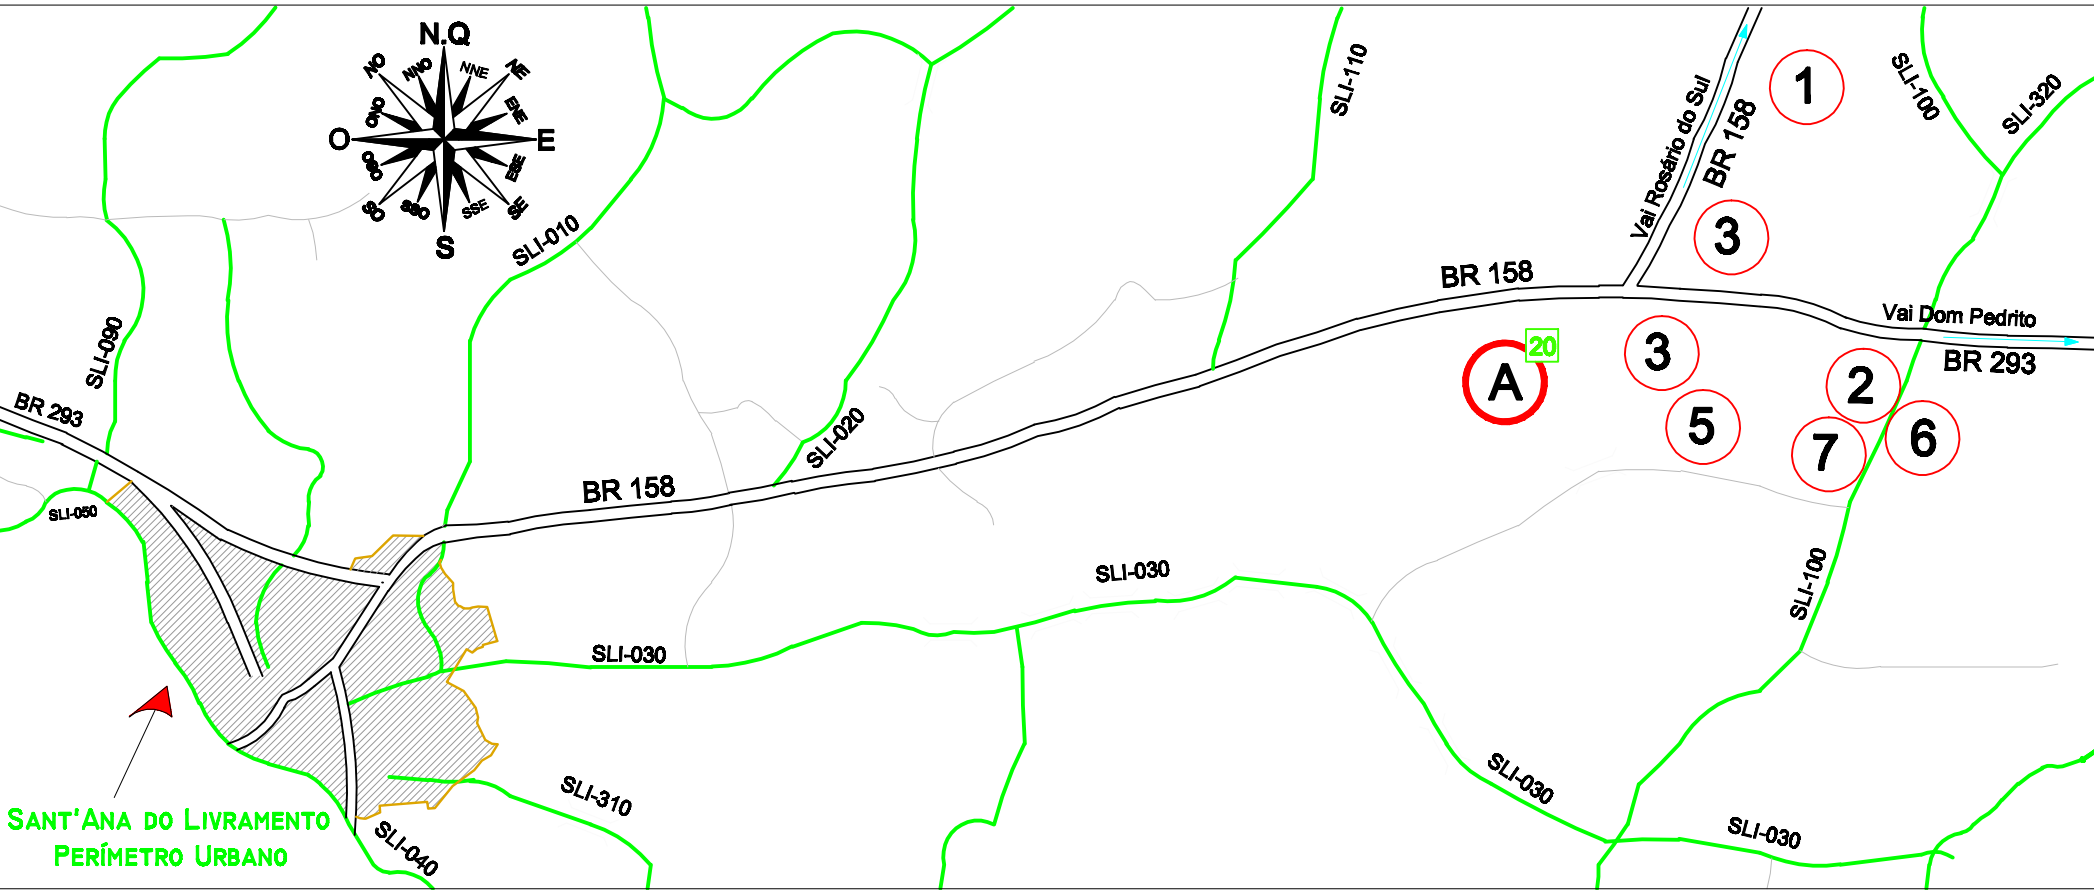 N.Q
NNO
NNE
NO
NE
ONO
ENE
O
E
OSO
ESE
SO
SE
SSO
SSE
S
SLI-010
SLI-110
Vai Rosário do Sul
BR 158
1
SLI-100
SLI-320
3
BR 158
Vai Dom Pedrito
BR 293
SLI-090
BR 293
20
A
3
2
5
7
6
SLI-020
BR 158
SLI-050
SLI-030
SLI-030
SLI-100
SLI-310
SLI-030
SLI-030
SLI-040
SANT'ANA DO LIVRAMENTO
PERÍMETRO URBANO